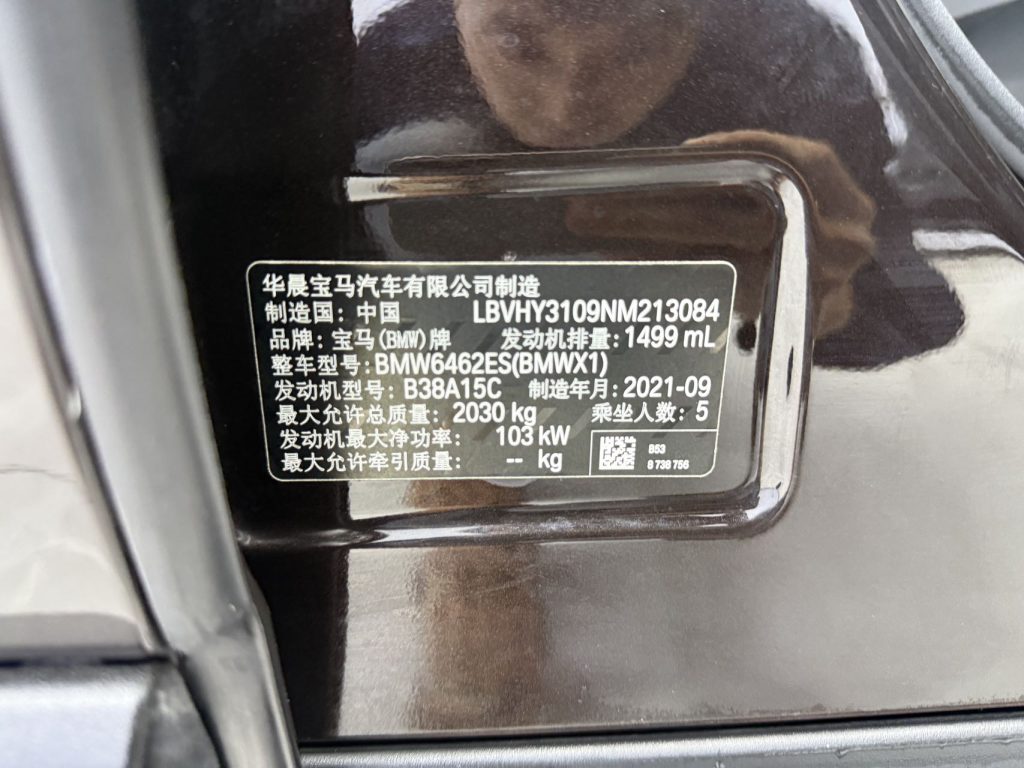 华晨宝马汽车有限公司制造
制造国：中国 LBVHY3109NM213084
品牌：宝马(BMW)牌 发动机排量：1499 mL
整车型号：BMW6462ES(BMWX1)
发动机型号：B38A15C 制造年月：2021-09
最大允许总质量：2030 kg 乘坐人数：5
发动机最大净功率：103 kW
最大允许牵引质量：-- kg
B53
8 738 756